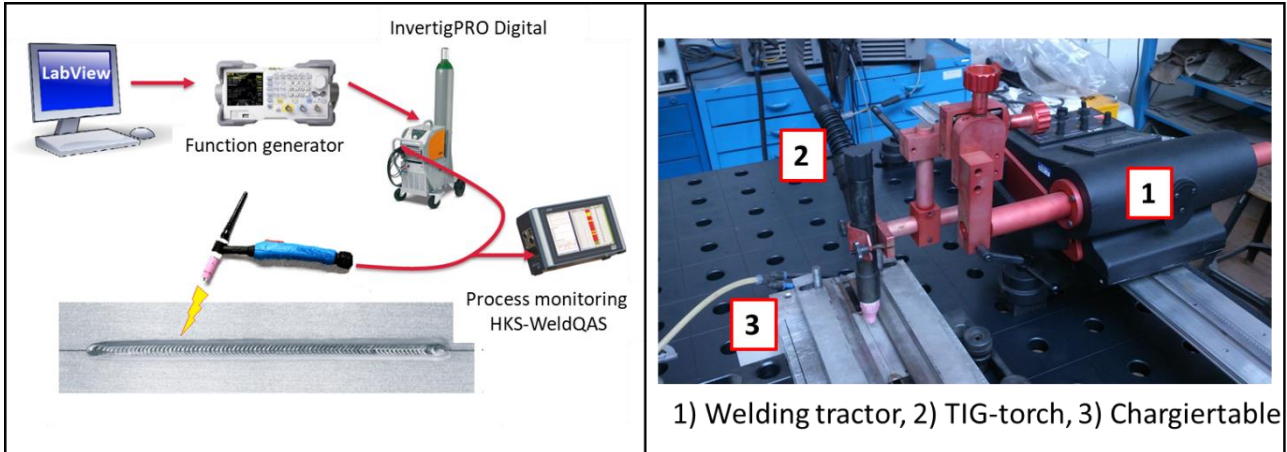 InvertigPRO Digital
LabView
Function generator
Process monitoring
HKS-WeldQAS
2
1
3
1) Welding tractor, 2) TIG-torch, 3) Chargiertable